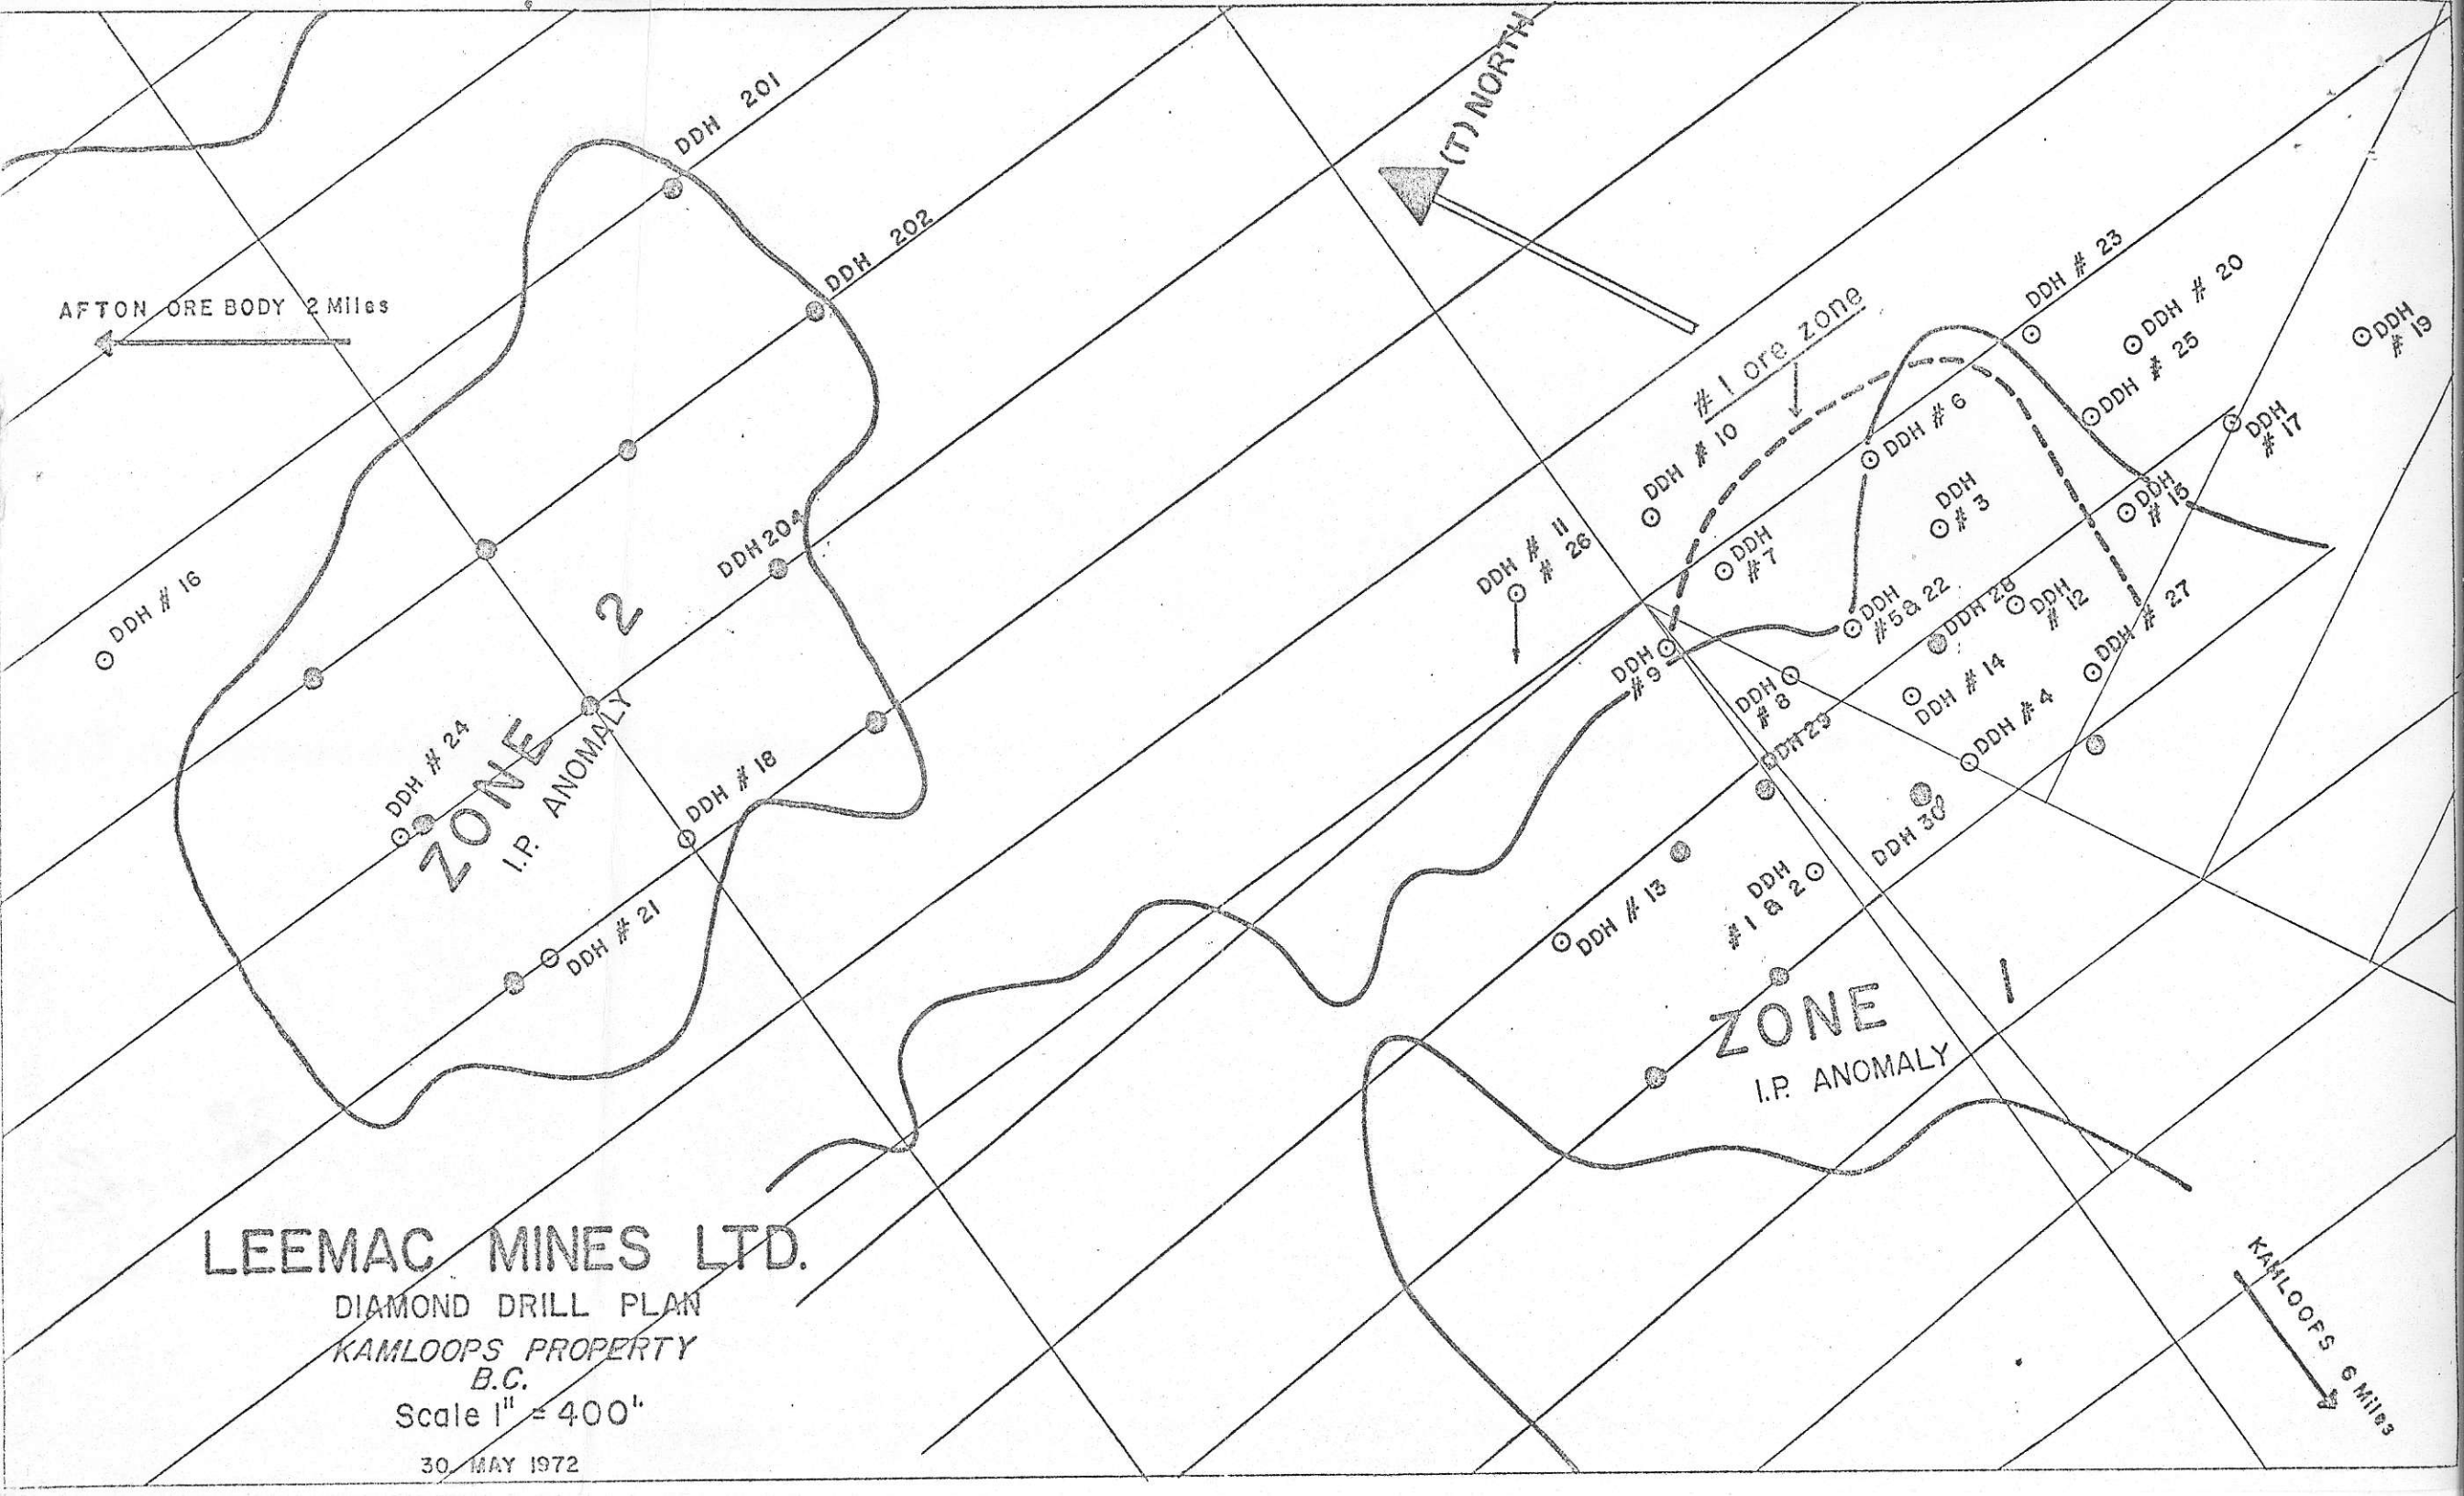 (T) NORTH
DDH 201
DDH 202
AFTON ORE BODY 2 Miles
DDH # 23
DDH # 20
DDH # 25
DDH
# 19
# 1 ore zone
DDH # 10
DDH # 6
DDH
# 17
DDH
# 3
DDH
# 15
DDH # 11
# 26
DDH
# 7
DDH 204
DDH # 16
2
DDH
# 5 & 22
DDH 28
DDH
# 12
DDH # 27
DDH
# 9
DDH
# 8
DDH # 14
DDH # 4
DDH 29
DDH # 24
ZONE
I.P. ANOMALY
DDH # 18
DDH 30
DDH
# 1 & 2
DDH # 13
DDH # 21
ZONE 1
I.P. ANOMALY
LEEMAC MINES LTD.
DIAMOND DRILL PLAN
KAMLOOPS PROPERTY
B.C.
Scale 1" = 400'
30 MAY 1972
KAMLOOPS 6 Miles